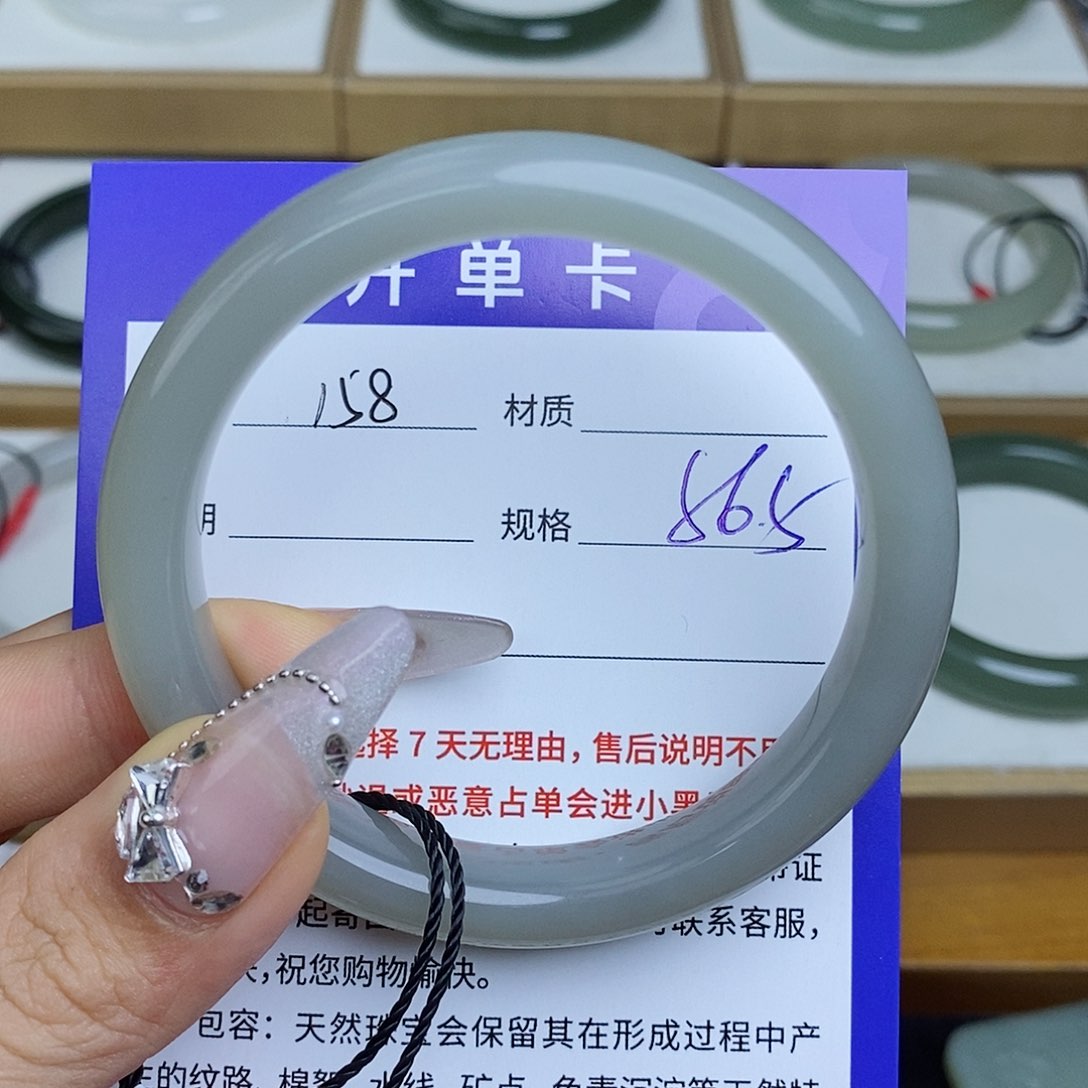 开单卡
158 材质
规格 56.5
择 7 天无理由，售后说明不
或恶意占单会进小黑
证
起寄 联系客服，
祝您购物愉快。
包容：天然珠宝会保留其在形成过程中产
的纹路、棉絮、水线、矿点、色素沉淀等天然特